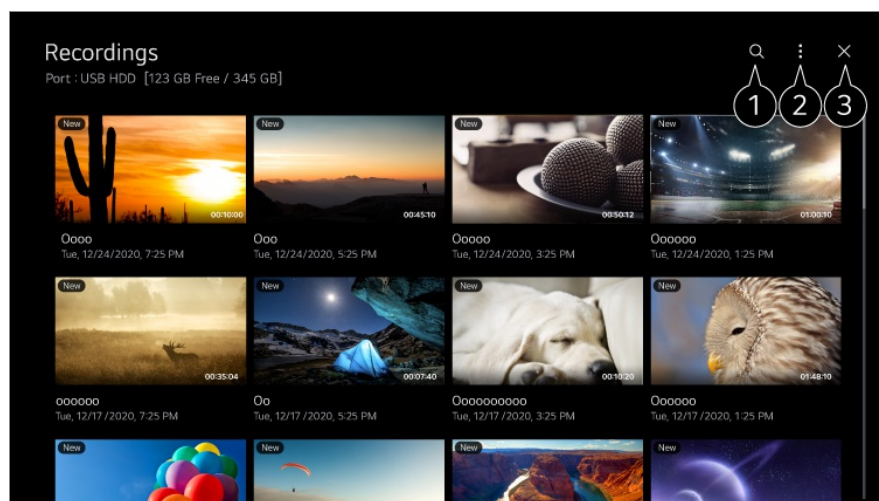 Recordings
Port : USB HDD [123 GB Free / 345 GB]
1 2 3
New New New New
00:10:00 00:45:10 00:50:12 01:00:10
Oooo Ooo Ooooo Oooooo
Tue, 12/24/2020, 7:25 PM Tue, 12/24/2020, 5:25 PM Tue, 12/24/2020, 3:25 PM Tue, 12/24/2020, 1:25 PM
New New New New
00:35:04 00:07:40 00:10:20 01:48:10
oooooo Oo Oooooooooo Oooooo
Tue, 12/17/2020, 7:25 PM Tue, 12/17/2020, 5:25 PM Tue, 12/17/2020, 3:25 PM Tue, 12/17/2020, 1:25 PM
New New New New